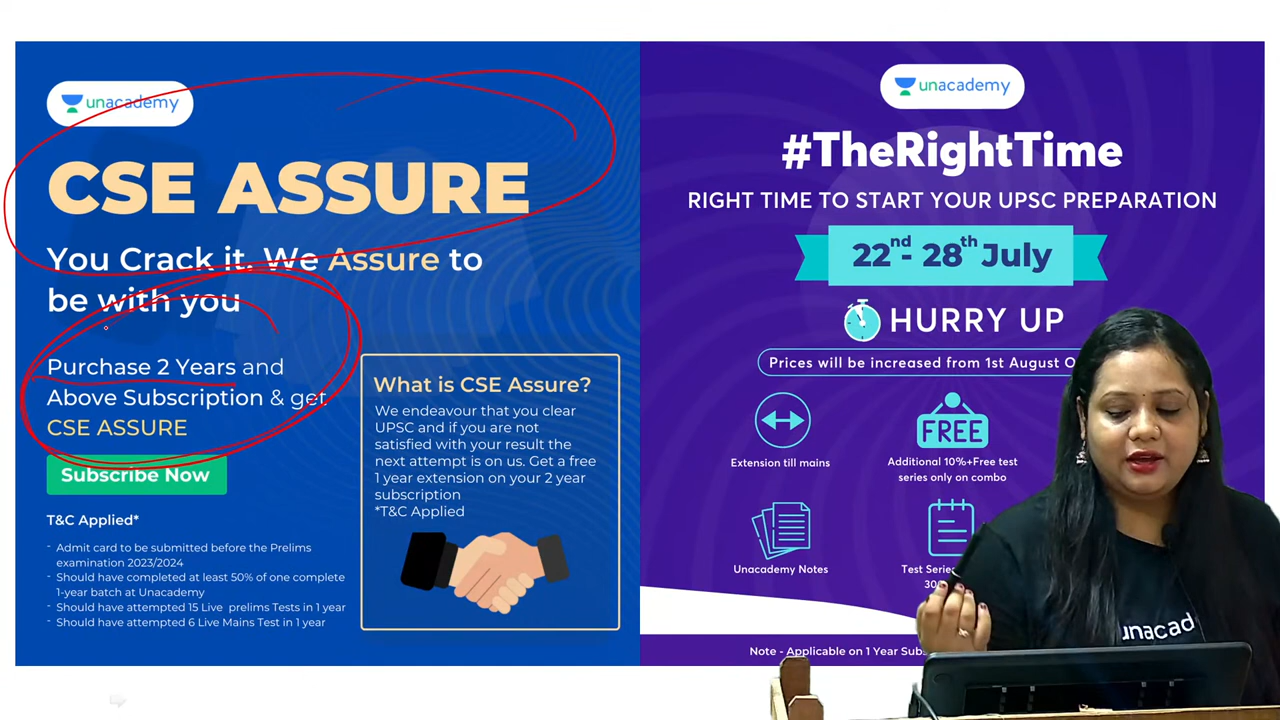 unacademy
CSE ASSURE
You Crack it. We Assure to
be with you
Purchase 2 Years and
Above Subscription & get
CSE ASSURE
Subscribe Now
T&C Applied*
- Admit card to be submitted before the Prelims
examination 2023/2024
- Should have completed at least 50% of one complete
1-year batch at Unacademy
- Should have attempted 15 Live prelims Tests in 1 year
- Should have attempted 6 Live Mains Test in 1 year
What is CSE Assure?
We endeavour that you clear
UPSC and if you are not
satisfied with your result the
next attempt is on us. Get a free
1 year extension on your 2 year
subscription
*T&C Applied
unacademy
#TheRightTime
RIGHT TIME TO START YOUR UPSC PREPARATION
22nd - 28th July
HURRY UP
Prices will be increased from 1st August
Extension till mains
FREE
Additional 10%+Free test
series only on combo
Unacademy Notes
Test Series
Note - Applicable on 1 Year
unacad